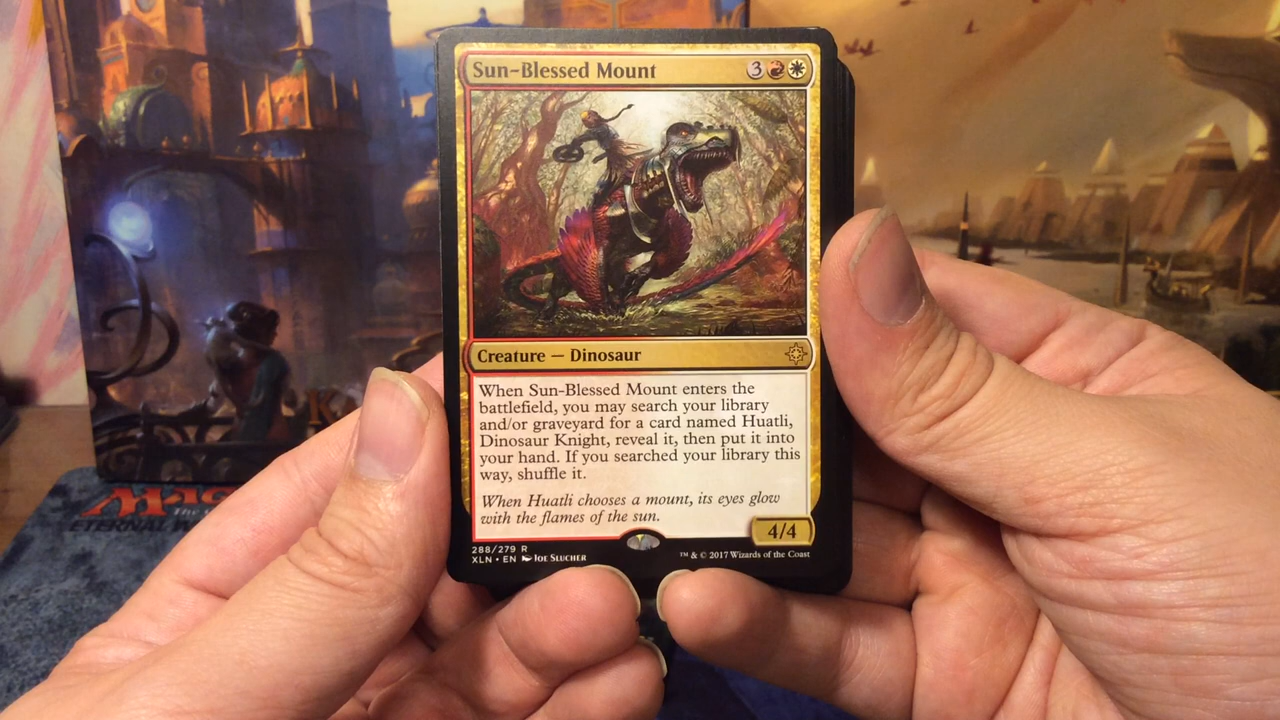 Sun-Blessed Mount 3
Creature — Dinosaur
When Sun-Blessed Mount enters the
battlefield, you may search your library
and/or graveyard for a card named Huatli,
Dinosaur Knight, reveal it, then put it into
your hand. If you searched your library this
way, shuffle it.
When Huatli chooses a mount, its eyes glow
with the flames of the sun.
4/4
288/279 R
XLN • EN Joe Slucher
™ & © 2017 Wizards of the Coast